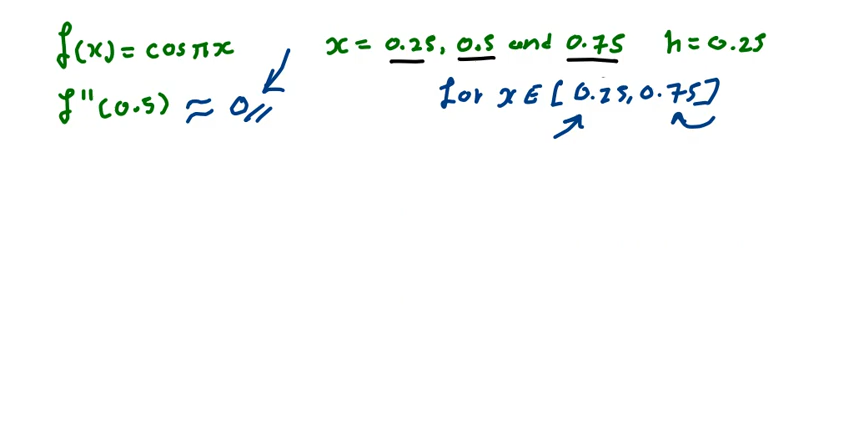 f(x) = cos πx x = 0.25, 0.5 and 0.75 h = 0.25
f''(0.5) ≈ 0 for x ∈ [0.25, 0.75]